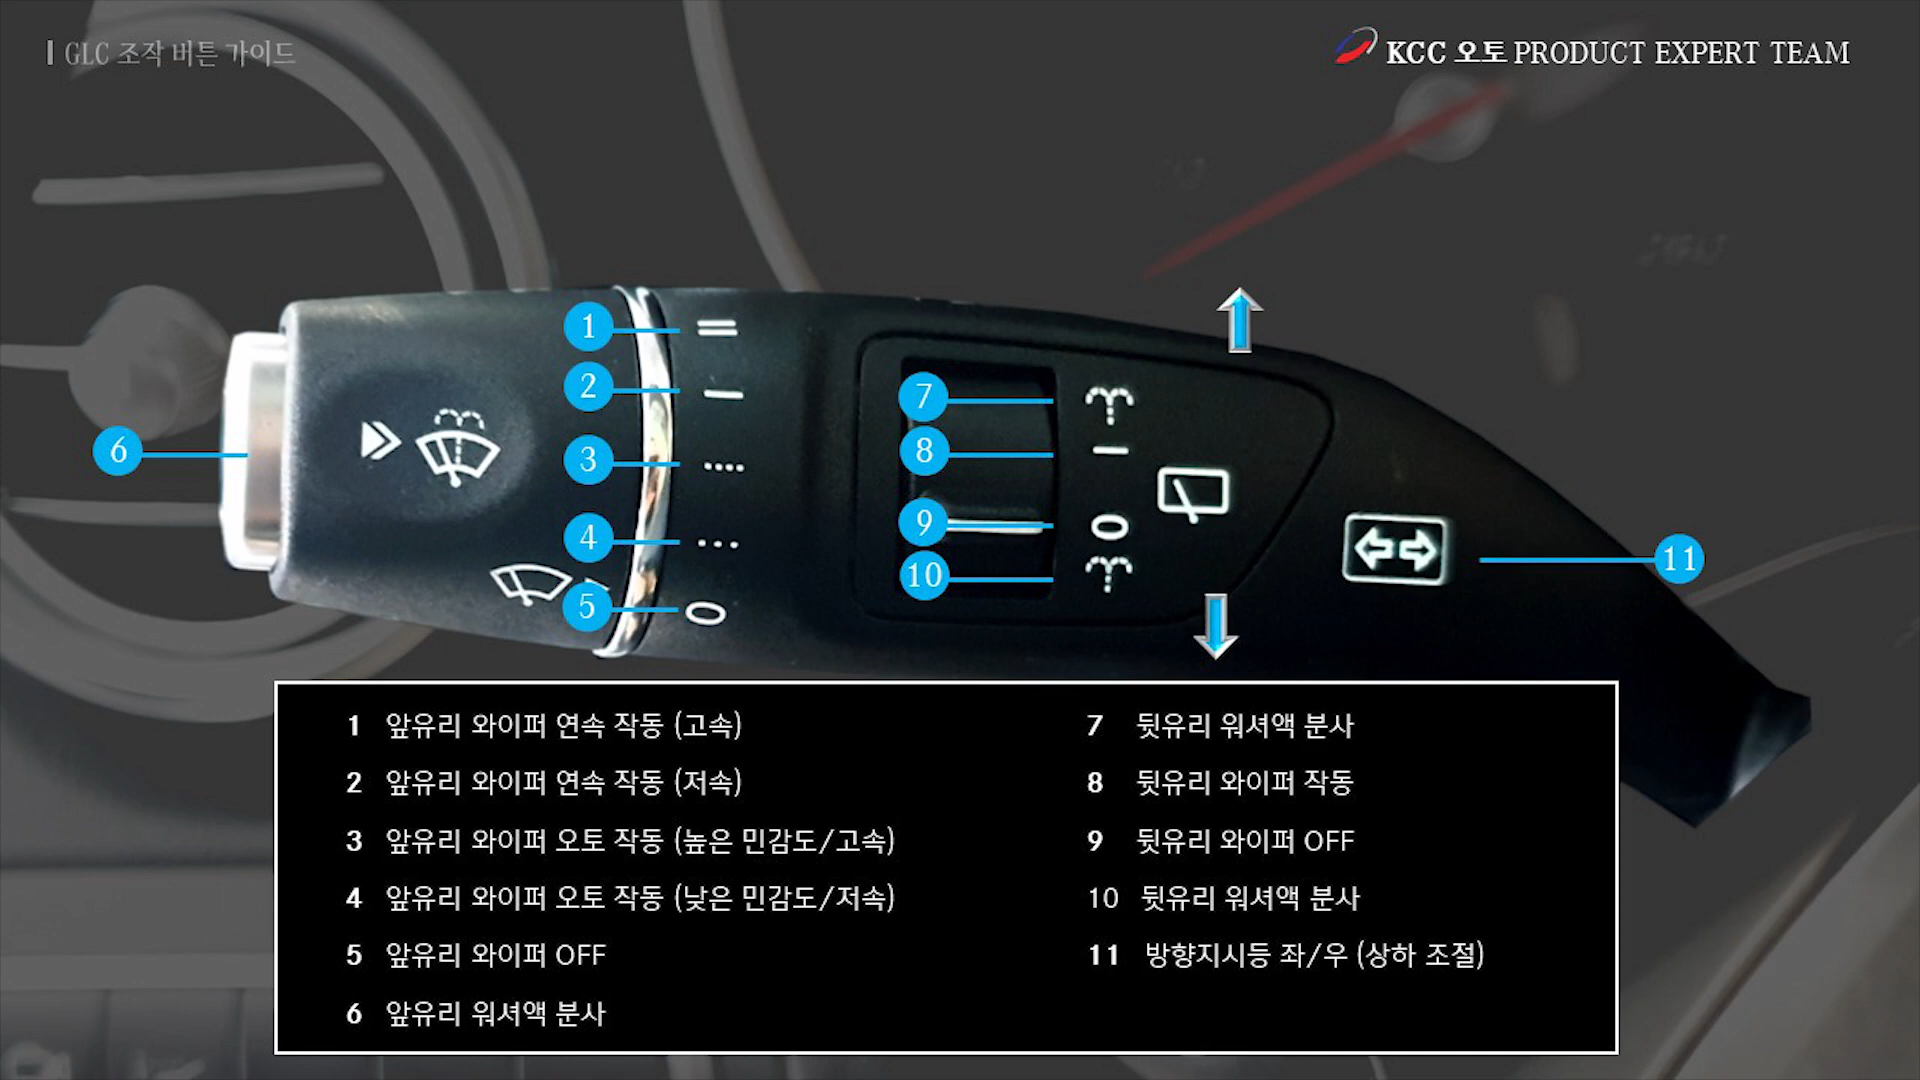 GLC 조작 버튼 가이드
KCC 오토 PRODUCT EXPERT TEAM
1
2
3
4
5
6
7
8
9
10
11
1 앞유리 와이퍼 연속 작동 (고속)
2 앞유리 와이퍼 연속 작동 (저속)
3 앞유리 와이퍼 오토 작동 (높은 민감도/고속)
4 앞유리 와이퍼 오토 작동 (낮은 민감도/저속)
5 앞유리 와이퍼 OFF
6 앞유리 워셔액 분사
7 뒷유리 워셔액 분사
8 뒷유리 와이퍼 작동
9 뒷유리 와이퍼 OFF
10 뒷유리 워셔액 분사
11 방향지시등 좌/우 (상하 조절)